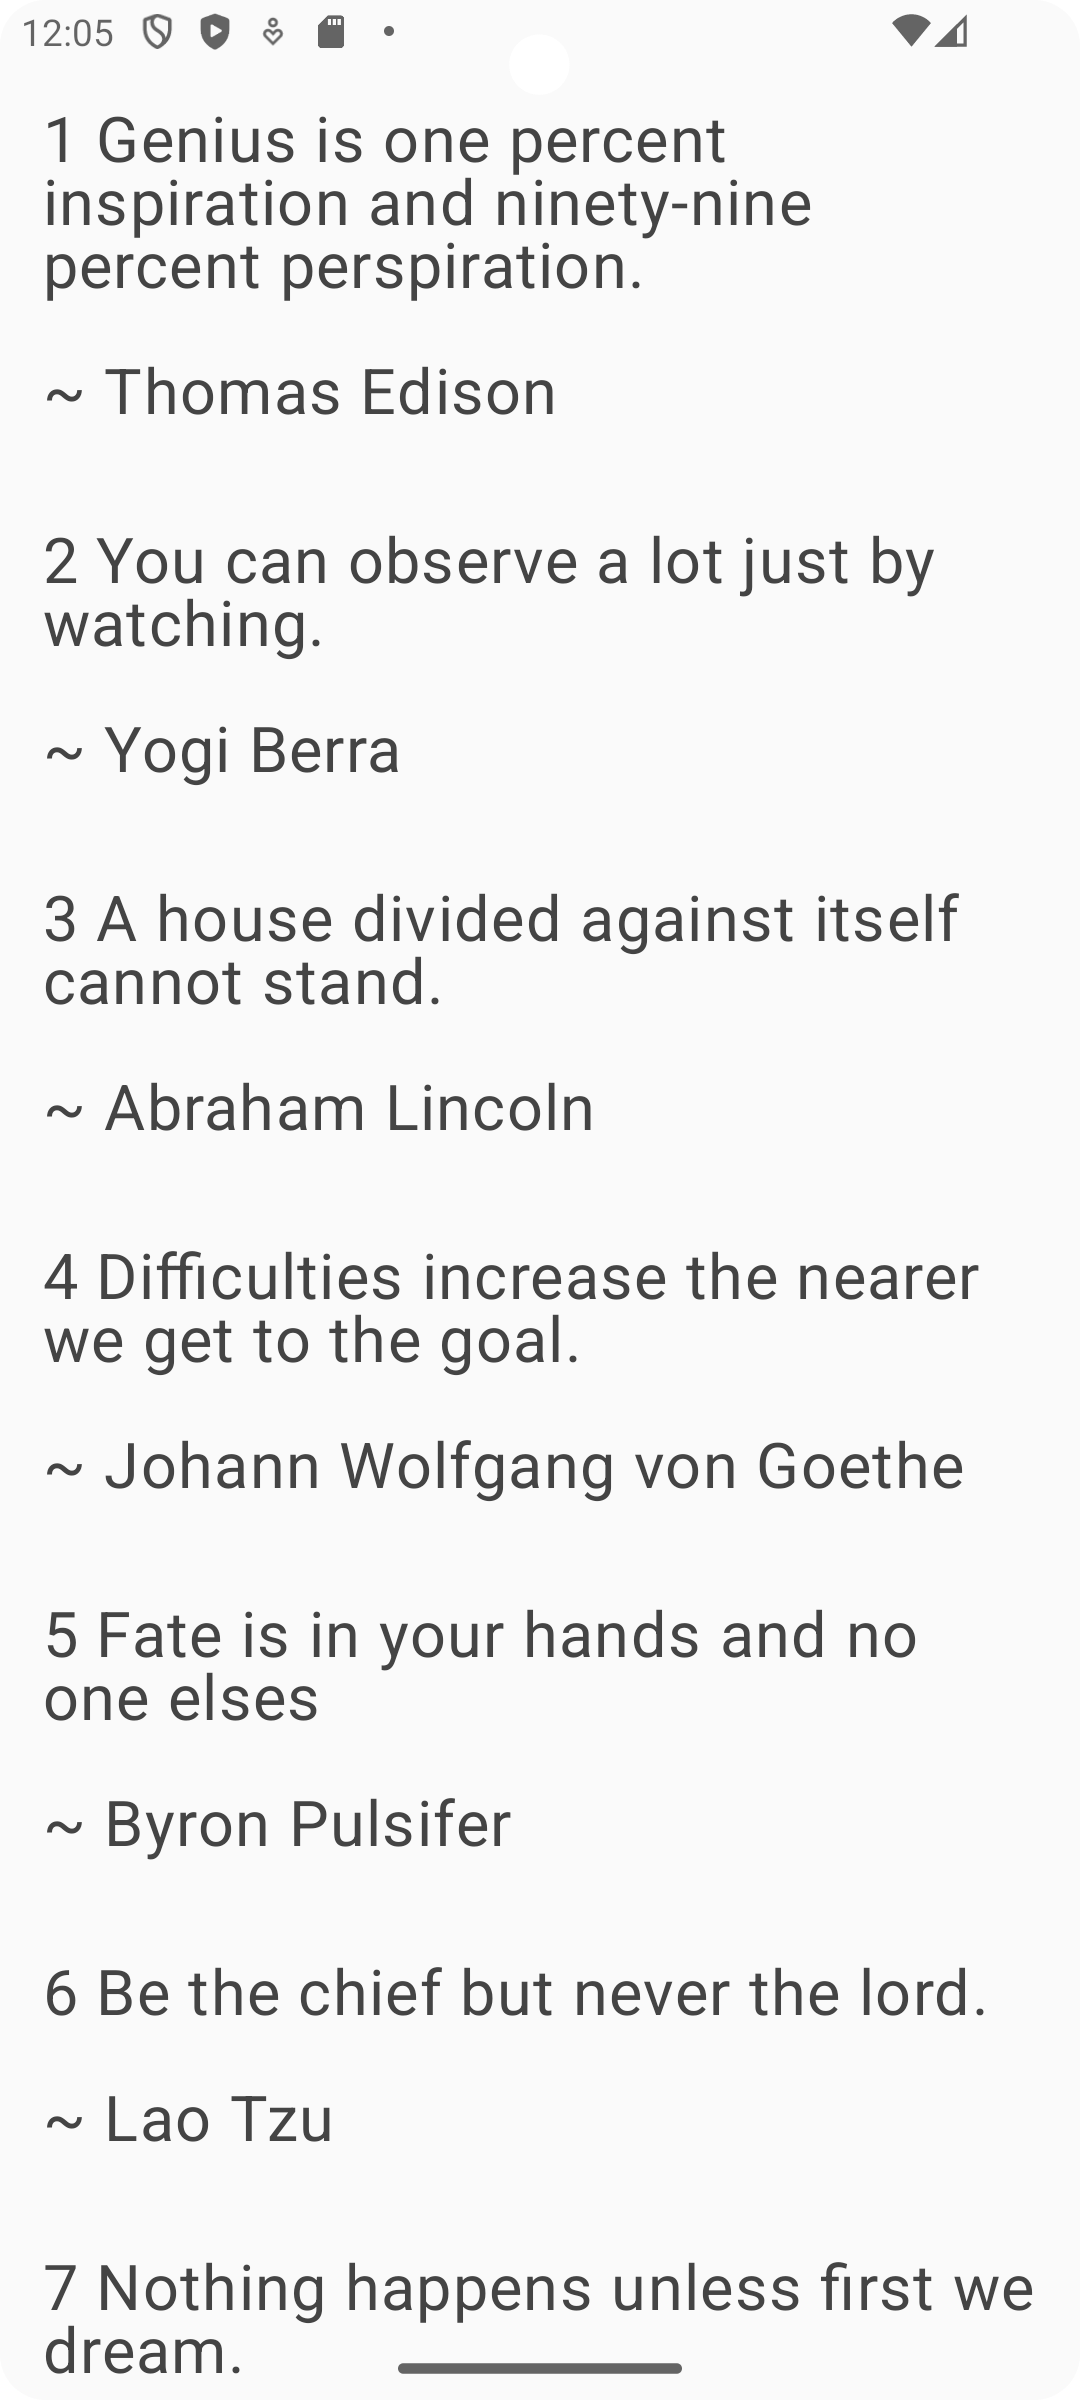 12:05
1 Genius is one percent
inspiration and ninety-nine
percent perspiration.
~ Thomas Edison
2 You can observe a lot just by
watching.
~ Yogi Berra
3 A house divided against itself
cannot stand.
~ Abraham Lincoln
4 Difficulties increase the nearer
we get to the goal.
~ Johann Wolfgang von Goethe
5 Fate is in your hands and no
one elses
~ Byron Pulsifer
6 Be the chief but never the lord.
~ Lao Tzu
7 Nothing happens unless first we
dream.